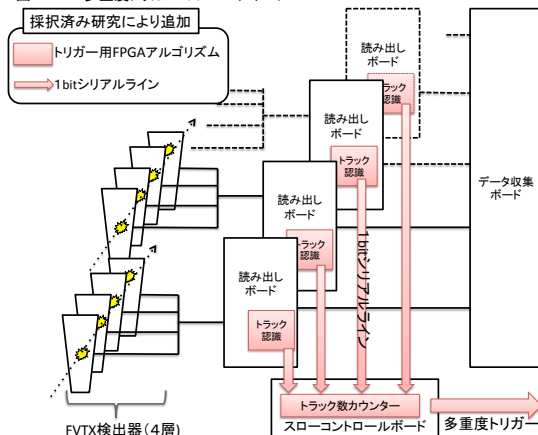 採択済み研究により追加
トリガー用FPGAアルゴリズム
1bitシリアルライン
読み出し
ボード
トラック
認識
読み出し
ボード
トラック
認識
読み出し
ボード
トラック
認識
読み出し
ボード
トラック
認識
データ収集
ボード
1bitシリアルライン
トラック数カウンター
スローコントロールボード
多重度トリガー
FVTX検出器(4層)